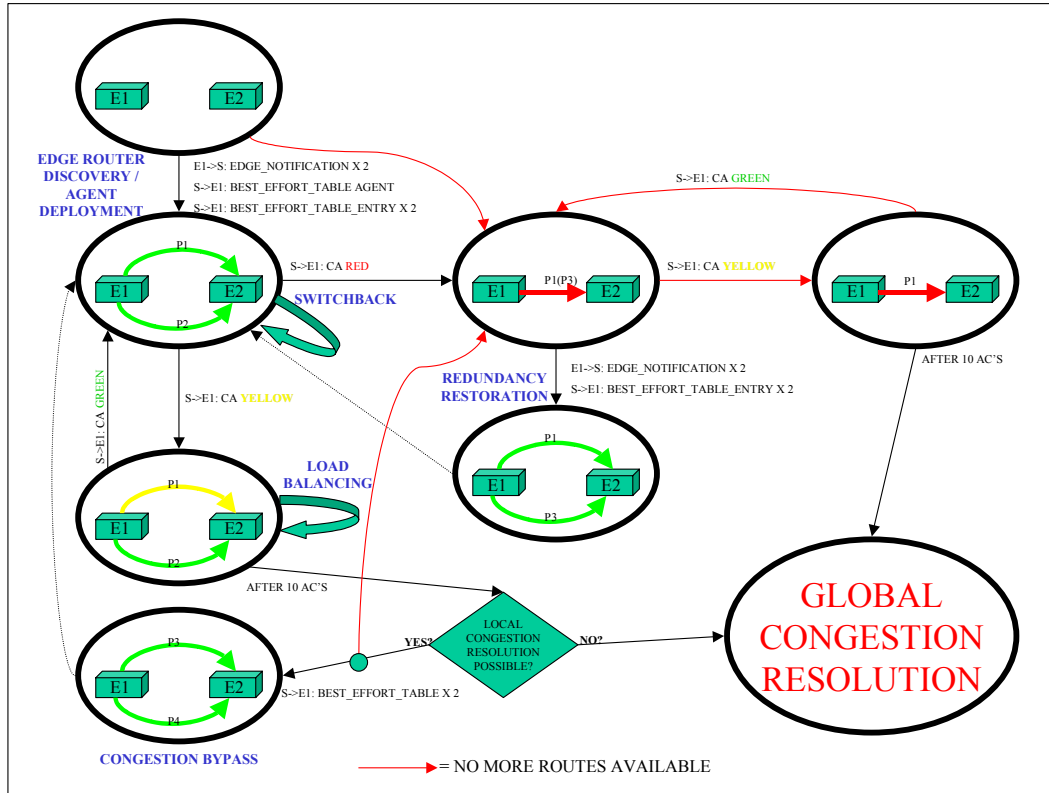 E1
E2
EDGE ROUTER
DISCOVERY /
AGENT
DEPLOYMENT
E1->S: EDGE_NOTIFICATION X 2
S->E1: BEST_EFFORT_TABLE AGENT
S->E1: BEST_EFFORT_TABLE_ENTRY X 2
S->E1: CA GREEN
P1
E1
E2
P2
S->E1: CA RED
SWITCHBACK
P1(P3)
E1
E2
S->E1: CA YELLOW
P1
E1
E2
S->E1: CA GREEN
S->E1: CA YELLOW
REDUNDANCY
RESTORATION
E1->S: EDGE_NOTIFICATION X 2
S->E1: BEST_EFFORT_TABLE_ENTRY X 2
AFTER 10 AC'S
P1
E1
E2
P3
LOAD
BALANCING
P1
E1
E2
P2
AFTER 10 AC'S
LOCAL
CONGESTION
RESOLUTION
POSSIBLE?
YES?
NO?
GLOBAL
CONGESTION
RESOLUTION
P3
E1
E2
P4
S->E1: BEST_EFFORT_TABLE X 2
CONGESTION BYPASS
= NO MORE ROUTES AVAILABLE